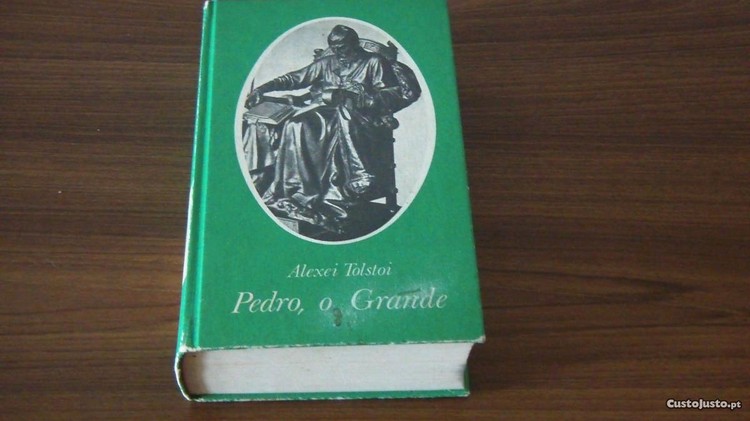 Alexei Tolstoi
Pedro, o Grande
CustoJusto.pt